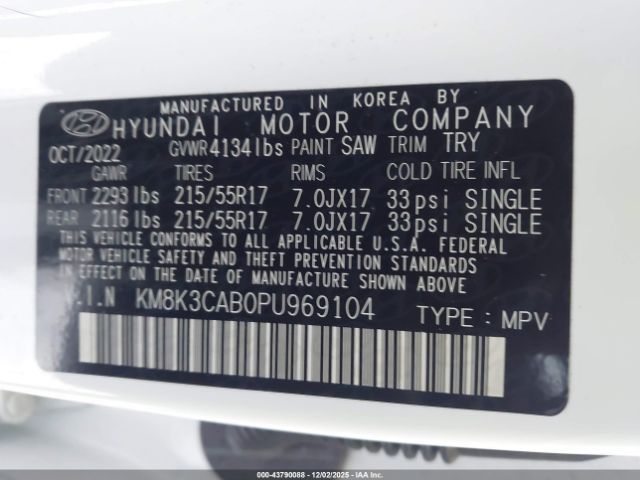 MANUFACTURED IN KOREA BY
HYUNDAI MOTOR COMPANY
OCT/2022 GVWR 4134lbs PAINT SAW TRIM TRY
GAWR TIRES RIMS COLD TIRE INFL
FRONT 2293 lbs 215/55R17 7.0JX17 33psi SINGLE
REAR 2116 lbs 215/55R17 7.0JX17 33psi SINGLE
THIS VEHICLE CONFORMS TO ALL APPLICABLE U.S.A. FEDERAL
MOTOR VEHICLE SAFETY AND THEFT PREVENTION STANDARDS
IN EFFECT ON THE DATE OF MANUFACTURE SHOWN ABOVE.
V.I.N KM8K3CAB0PU969104 TYPE : MPV
000-43790088 - 12/02/2025 - IAA Inc.